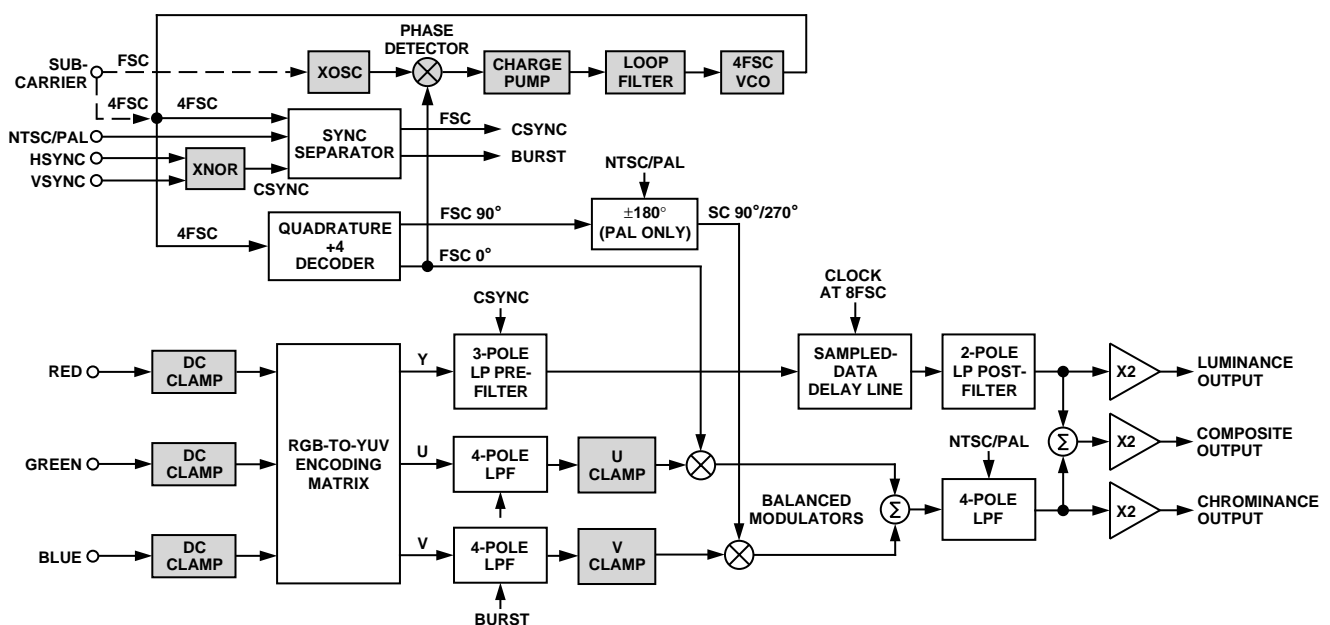 PHASE
DETECTOR
SUB-
CARRIER
FSC
XOSC
CHARGE
PUMP
LOOP
FILTER
4FSC
VCO
4FSC
4FSC
NTSC/PAL
HSYNC
VSYNC
XNOR
CSYNC
SYNC
SEPARATOR
FSC
CSYNC
BURST
NTSC/PAL
4FSC
QUADRATURE
+4
DECODER
FSC 90°
FSC 0°
±180°
(PAL ONLY)
SC 90°/270°
CLOCK
AT 8FSC
CSYNC
RED
DC
CLAMP
RGB-TO-YUV
ENCODING
MATRIX
Y
3-POLE
LP PRE-
FILTER
SAMPLED-
DATA
DELAY LINE
2-POLE
LP POST-
FILTER
X2
LUMINANCE
OUTPUT
GREEN
DC
CLAMP
U
4-POLE
LPF
U
CLAMP
NTSC/PAL
Σ
X2
COMPOSITE
OUTPUT
BALANCED
MODULATORS
Σ
4-POLE
LPF
X2
CHROMINANCE
OUTPUT
BLUE
DC
CLAMP
V
4-POLE
LPF
V
CLAMP
BURST